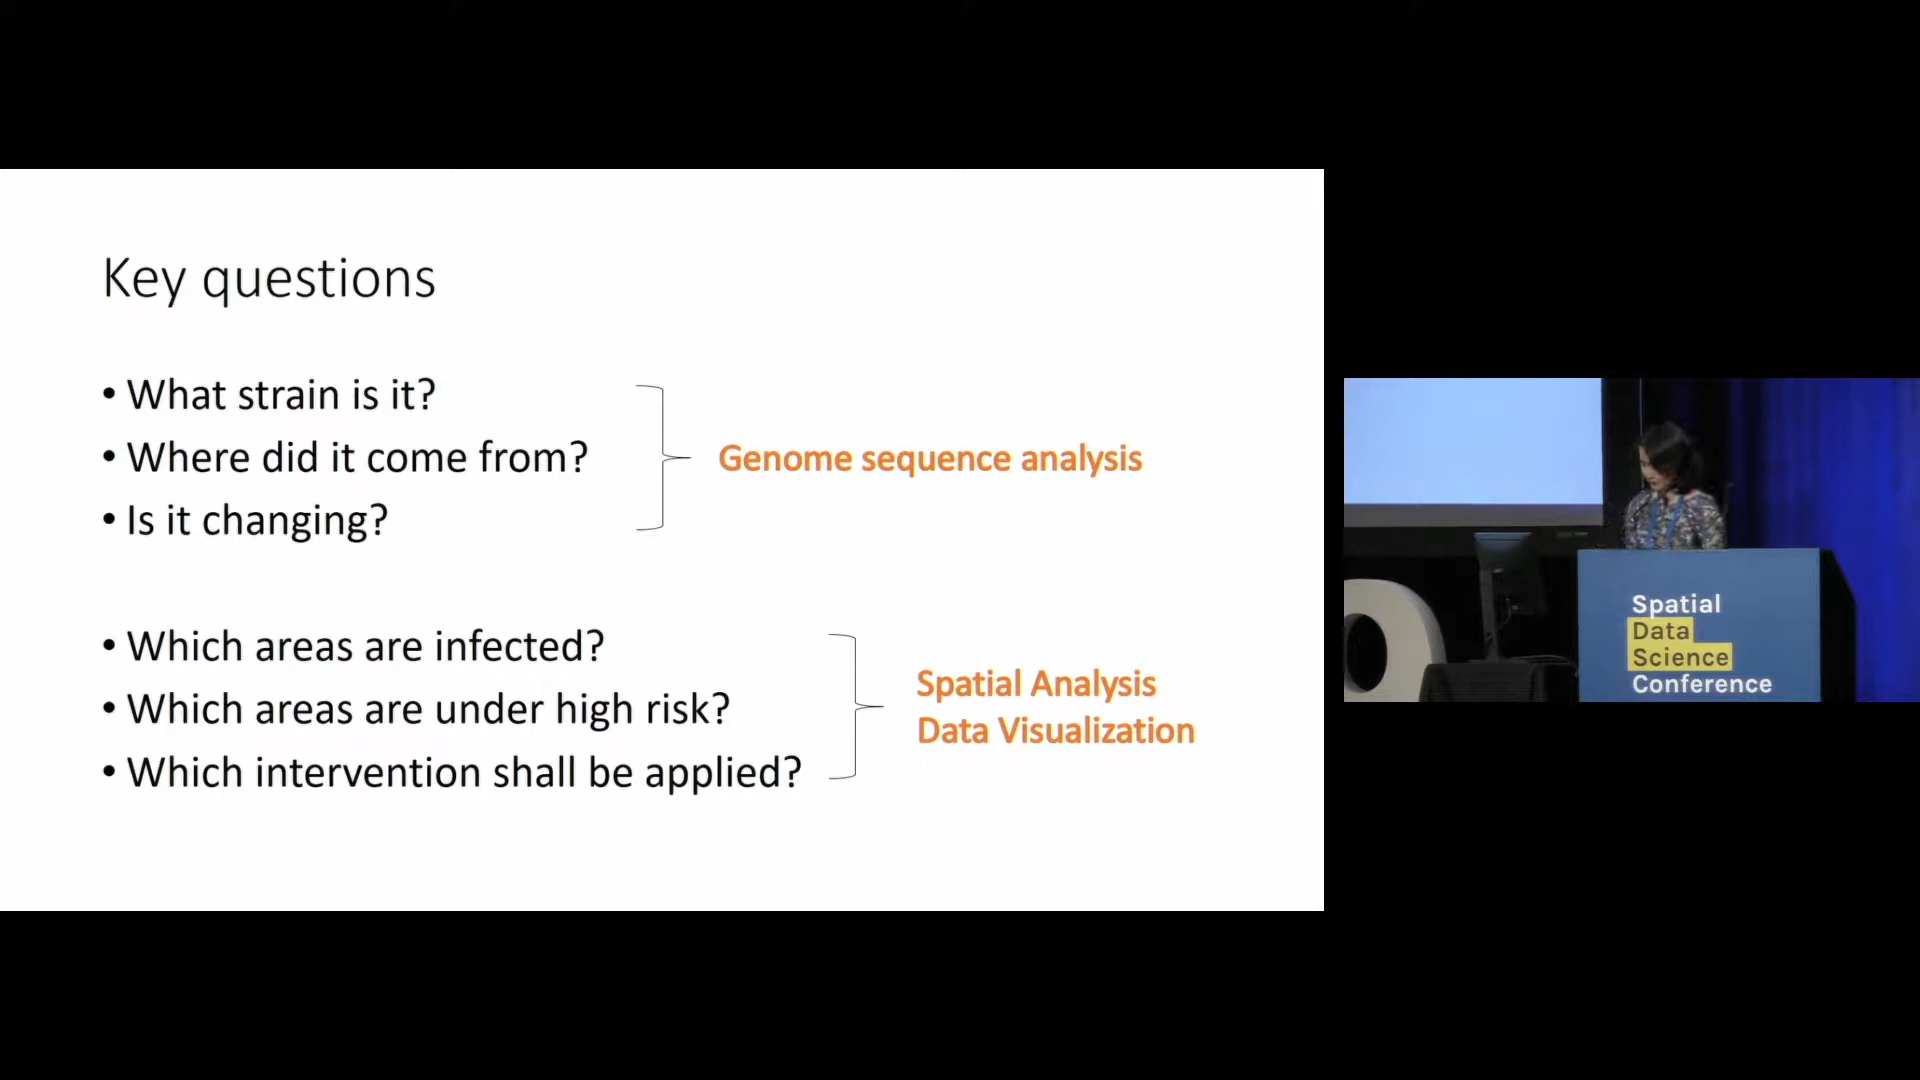 Key questions
• What strain is it?
• Where did it come from?
• Is it changing?
Genome sequence analysis
• Which areas are infected?
• Which areas are under high risk?
• Which intervention shall be applied?
Spatial Analysis
Data Visualization
Spatial
Data
Science
Conference